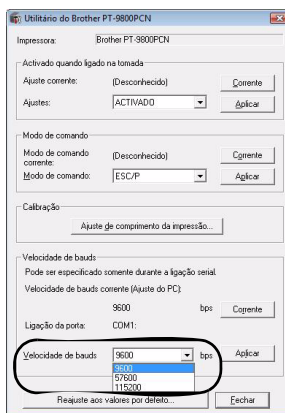 Utilitário do Brother PT-9800PCN
Impressora: Brother PT-9800PCN
Activado quando ligado na tomada
Ajuste corrente: (Desconhecido) Corrente
Ajustes: ACTIVADO Aplicar
Modo de comando
Modo de comando corrente: (Desconhecido) Corrente
Modo de comando: ESC/P Aplicar
Calibração
Ajuste de comprimento da impressão...
Velocidade de bauds
Pode ser especificado somente durante a ligação serial.
Velocidade de bauds corrente (Ajuste do PC):
9600 bps Corrente
Ligação da porta: COM1:
Velocidade de bauds 9600 bps Aplicar
9600
57600
115200
Reajuste aos valores por defeito... Fechar